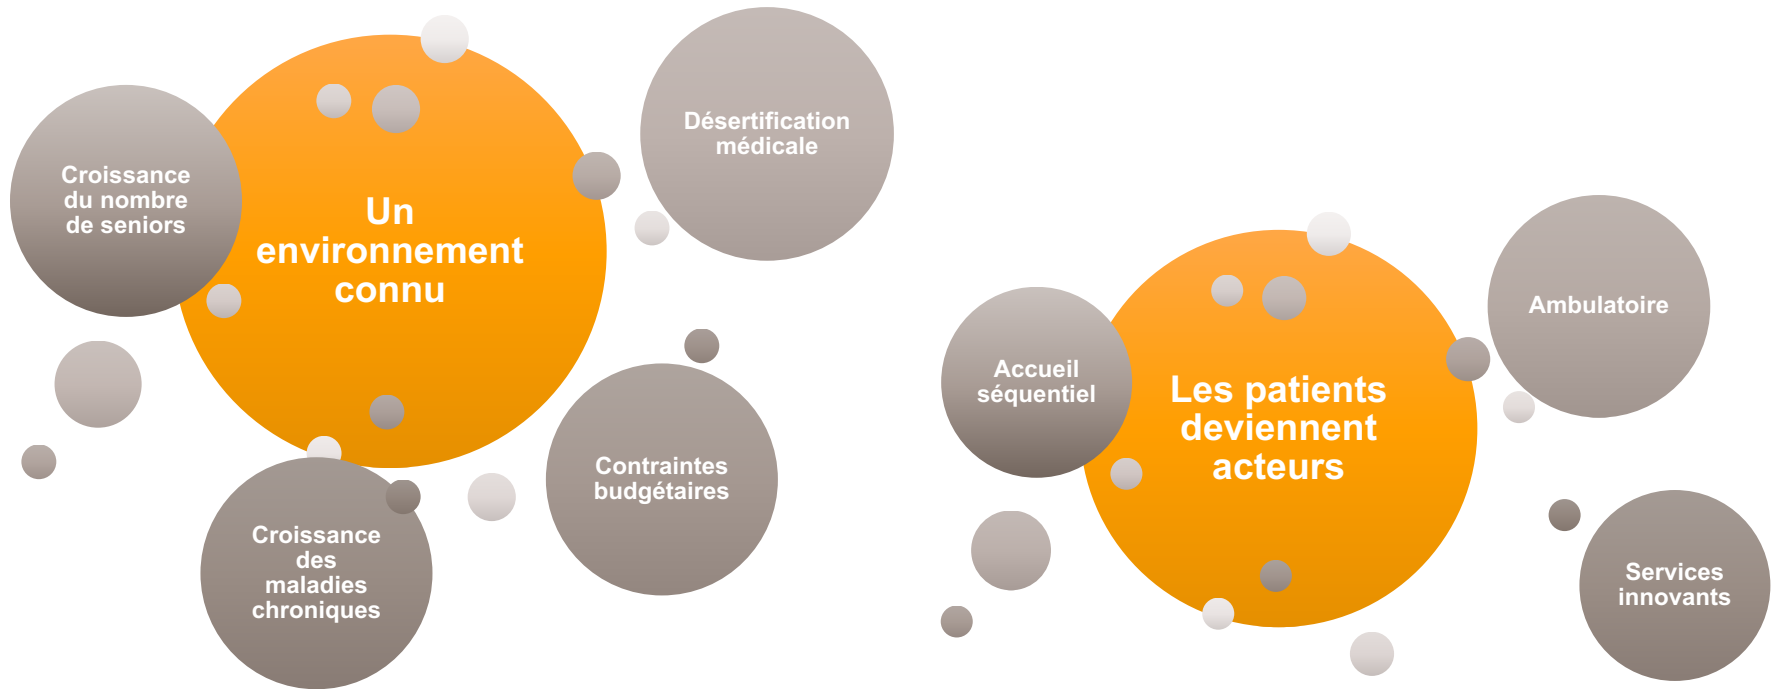 Croissance
du nombre
de seniors
Un
environnement
connu
Désertification
médicale
Contraintes
budgétaires
Croissance
des
maladies
chroniques
Accueil
séquentiel
Les patients
deviennent
acteurs
Ambulatoire
Services
innovants